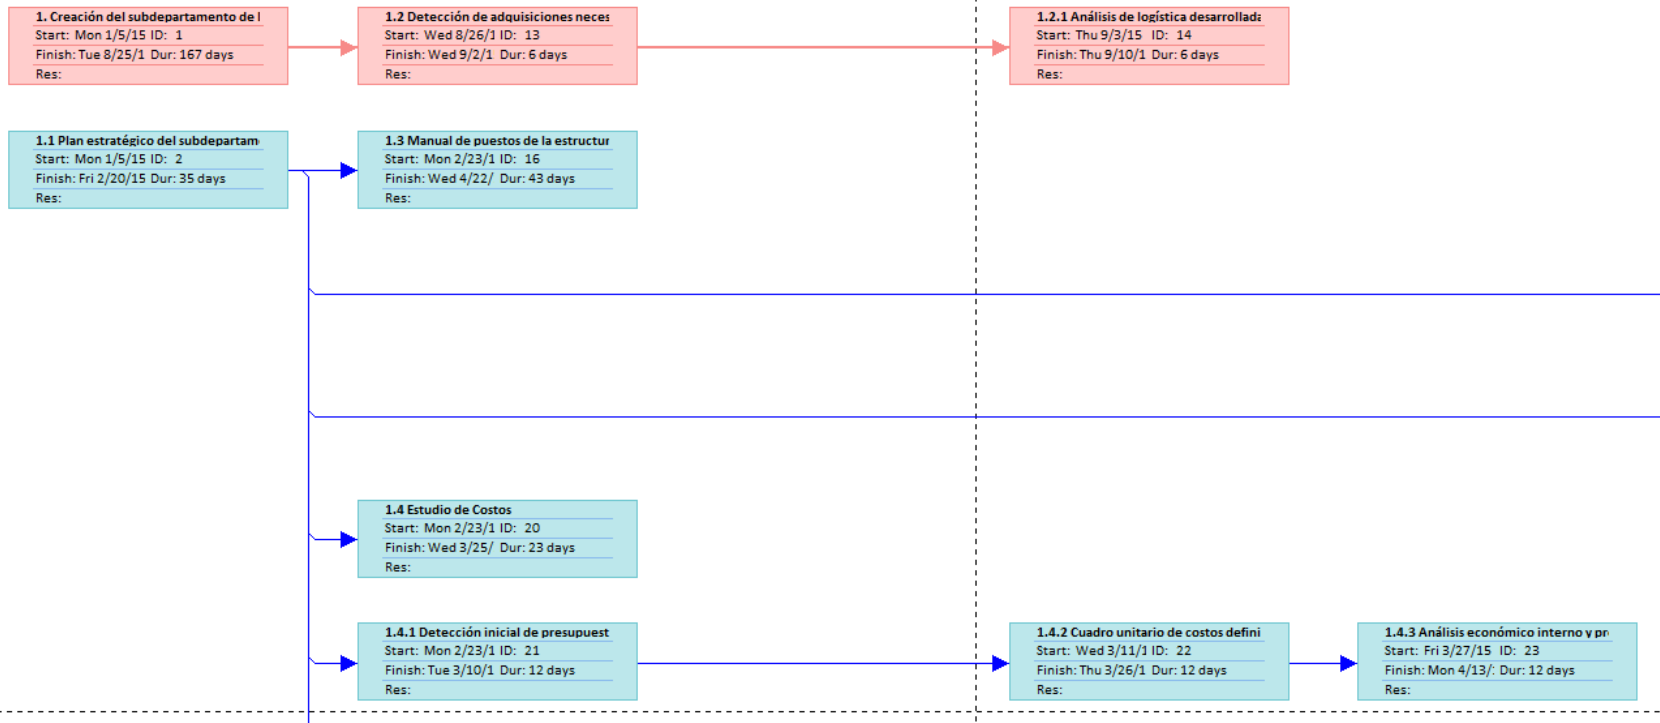 1. Creación del subdepartamento de
Start: Mon 1/5/15 ID: 1
Finish: Tue 8/25/1 Dur: 167 days
Res:
1.2 Detección de adquisiciones neces
Start: Wed 8/26/1 ID: 13
Finish: Wed 9/2/1 Dur: 6 days
Res:
1.2.1 Análisis de logística desarrollada
Start: Thu 9/3/15 ID: 14
Finish: Thu 9/10/1 Dur: 6 days
Res:
1.1 Plan estratégico del subdepartam
Start: Mon 1/5/15 ID: 2
Finish: Fri 2/20/15 Dur: 35 days
Res:
1.3 Manual de puestos de la estructur
Start: Mon 2/23/1 ID: 16
Finish: Wed 4/22/ Dur: 43 days
Res:
1.4 Estudio de Costos
Start: Mon 2/23/1 ID: 20
Finish: Wed 3/25/ Dur: 23 days
Res:
1.4.1 Detección inicial de presupuest
Start: Mon 2/23/1 ID: 21
Finish: Tue 3/10/1 Dur: 12 days
Res:
1.4.2 Cuadro unitario de costos defini
Start: Wed 3/11/1 ID: 22
Finish: Thu 3/26/1 Dur: 12 days
Res:
1.4.3 Análisis económico interno y pr
Start: Fri 3/27/15 ID: 23
Finish: Mon 4/13/ Dur: 12 days
Res: